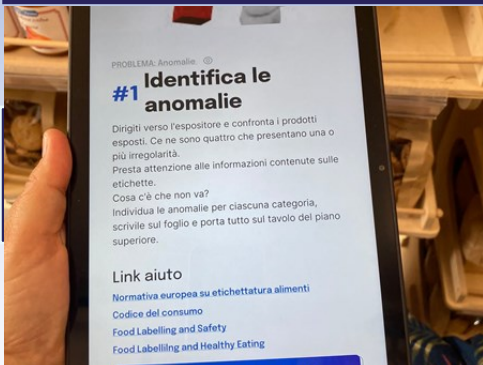 PROBLEMA: Anomalie
#1 Identifica le
anomalie
Dirigiti verso l'espositore e confronta i prodotti
esposti. Ce ne sono quattro che presentano una o
più irregolarità.
Presta attenzione alle informazioni contenute sulle
etichette.
Cosa c'è che non va?
Individua le anomalie per ciascuna categoria,
scrivile sul foglio e porta tutto sul tavolo del piano
superiore.
Link aiuto
Normativa europea su etichettatura alimenti
Codice del consumo
Food Labelling and Safety
Food Labellilng and Healthy Eating